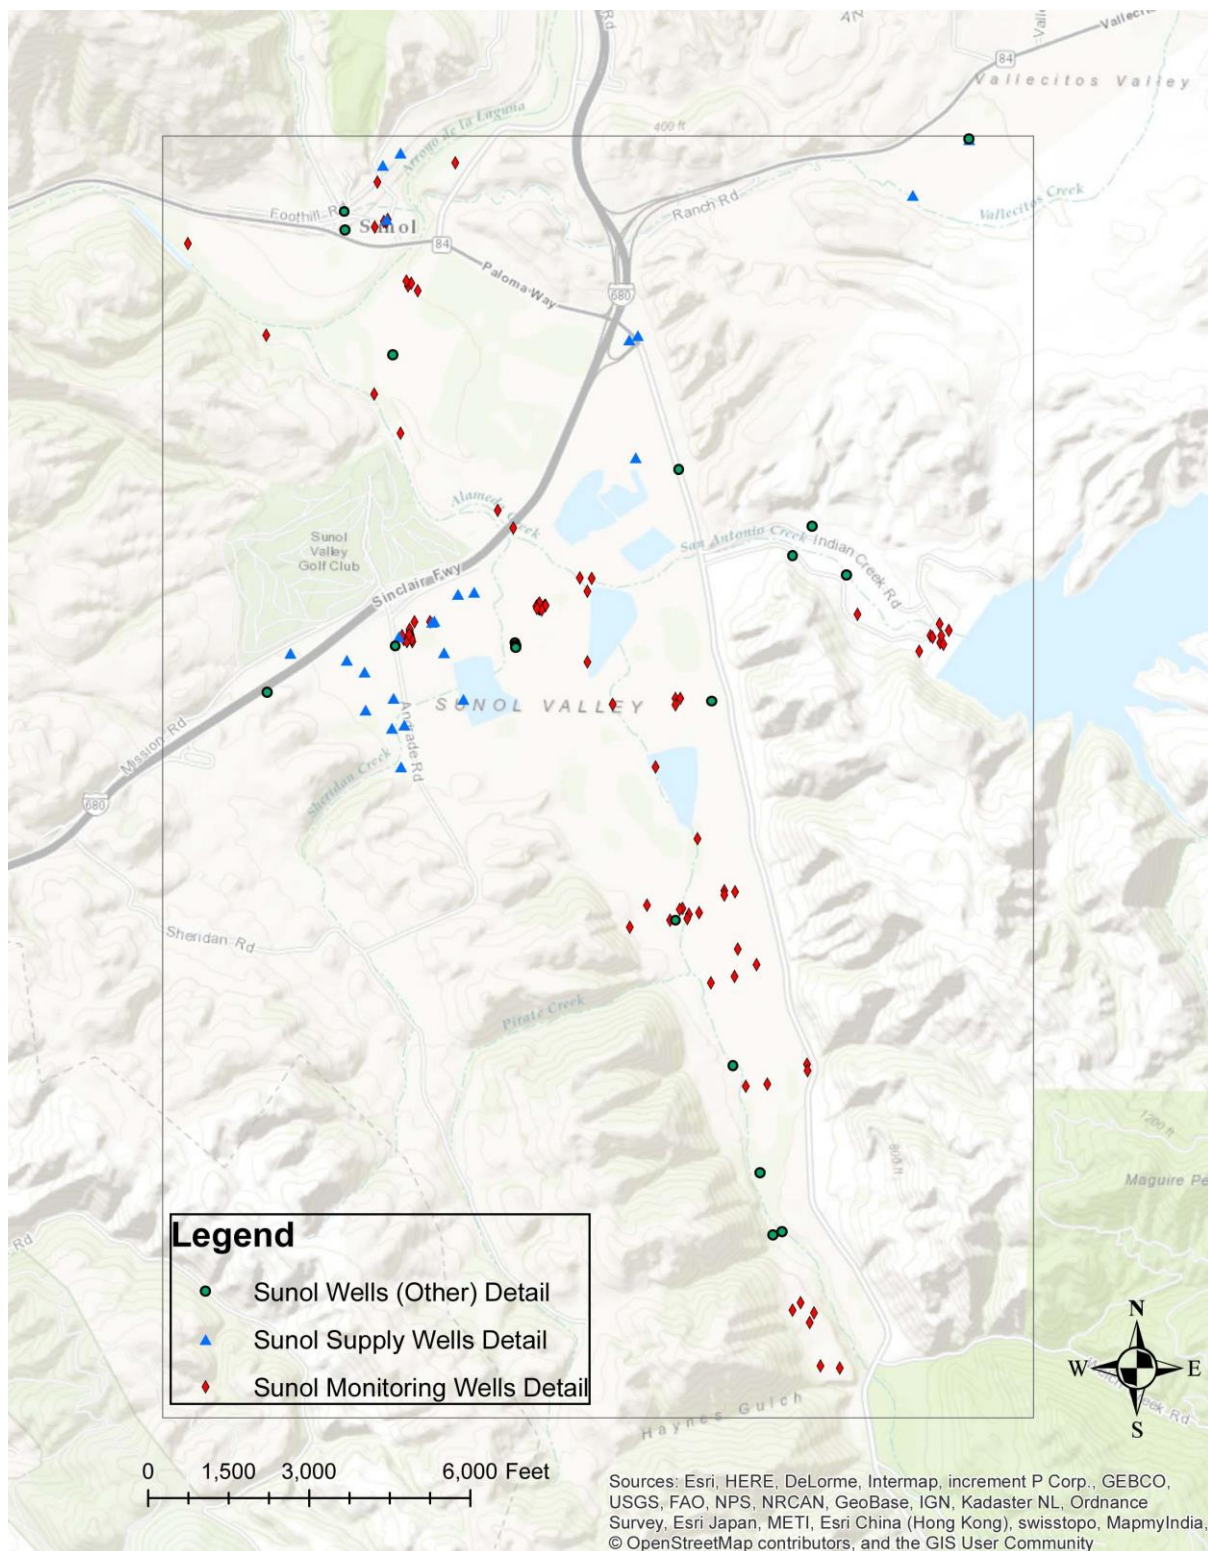 84
Vallecitos Valley
Arroyo de la Laguna
400 ft
Foothill Rd
Sunol
84
Ranch Rd
Vallecitos Creek
Paloma Way
680
Alameda Creek
San Antonio Creek
Indian Creek Rd
Sunol
Valley
Golf Club
Sinclair Fwy
SUNOL VALLEY
Andrade Rd
Mission Rd
Sheridan Creek
680
Sheridan Rd
Pirate Creek
1200 ft
800 ft
Maguire Pe
Rd
Legend
Sunol Wells (Other) Detail
Sunol Supply Wells Detail
Sunol Monitoring Wells Detail
N
W
E
S
Haynes Gulch
Creek Rd
0 1,500 3,000 6,000 Feet
Sources: Esri, HERE, DeLorme, Intermap, increment P Corp., GEBCO,
USGS, FAO, NPS, NRCAN, GeoBase, IGN, Kadaster NL, Ordnance
Survey, Esri Japan, METI, Esri China (Hong Kong), swisstopo, MapmyIndia,
© OpenStreetMap contributors, and the GIS User Community